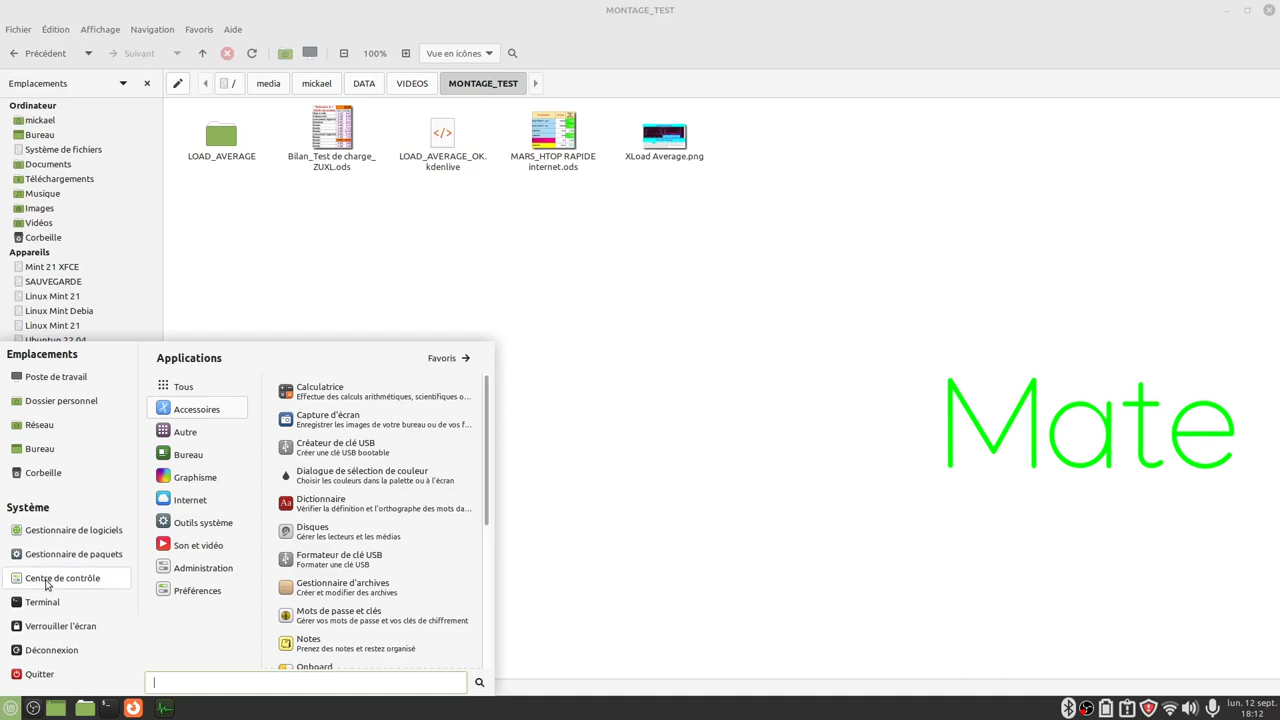 MONTAGE_TEST
Fichier Édition Affichage Navigation Favoris Aide
Précédent Suivant 100% Vue en icônes
Emplacements / media mickael DATA VIDEOS MONTAGE_TEST
Ordinateur
mickael
Bureau
Système de fichiers
Documents
Téléchargements
Musique
Images
Vidéos
Corbeille
Appareils
Mint 21 XFCE
SAUVEGARDE
Linux Mint 21
Linux Mint Debia
Linux Mint 21
Ubuntun 22.04
LOAD_AVERAGE
Bilan_Test de charge_
ZUXL.ods
LOAD_AVERAGE_OK.
kdenlive
MARS_HTOP RAPIDE
internet.ods
XLoad Average.png
Mate
Emplacements
Poste de travail
Dossier personnel
Réseau
Bureau
Corbeille
Système
Gestionnaire de logiciels
Gestionnaire de paquets
Centre de contrôle
Terminal
Verrouiller l'écran
Déconnexion
Quitter
Applications
Favoris
Tous
Accessoires
Autre
Bureau
Graphisme
Internet
Outils système
Son et vidéo
Administration
Préférences
Calculatrice
Effectue des calculs arithmétiques, scientifiques o...
Capture d'écran
Enregistrer les images de votre bureau ou de vos f...
Créateur de clé USB
Créer une clé USB bootable
Dialogue de sélection de couleur
Choisir les couleurs dans la palette ou à l'écran
Aa
Dictionnaire
Vérifier la définition et l'orthographe des mots da...
Disques
Gérer les lecteurs et les médias
Formateur de clé USB
Formater une clé USB
Gestionnaire d'archives
Créer et modifier des archives
Mots de passe et clés
Gérer vos mots de passe et vos clés de chiffrement
Notes
Prenez des notes et restez organisé
Onboard
lun. 12 sept.
18:12